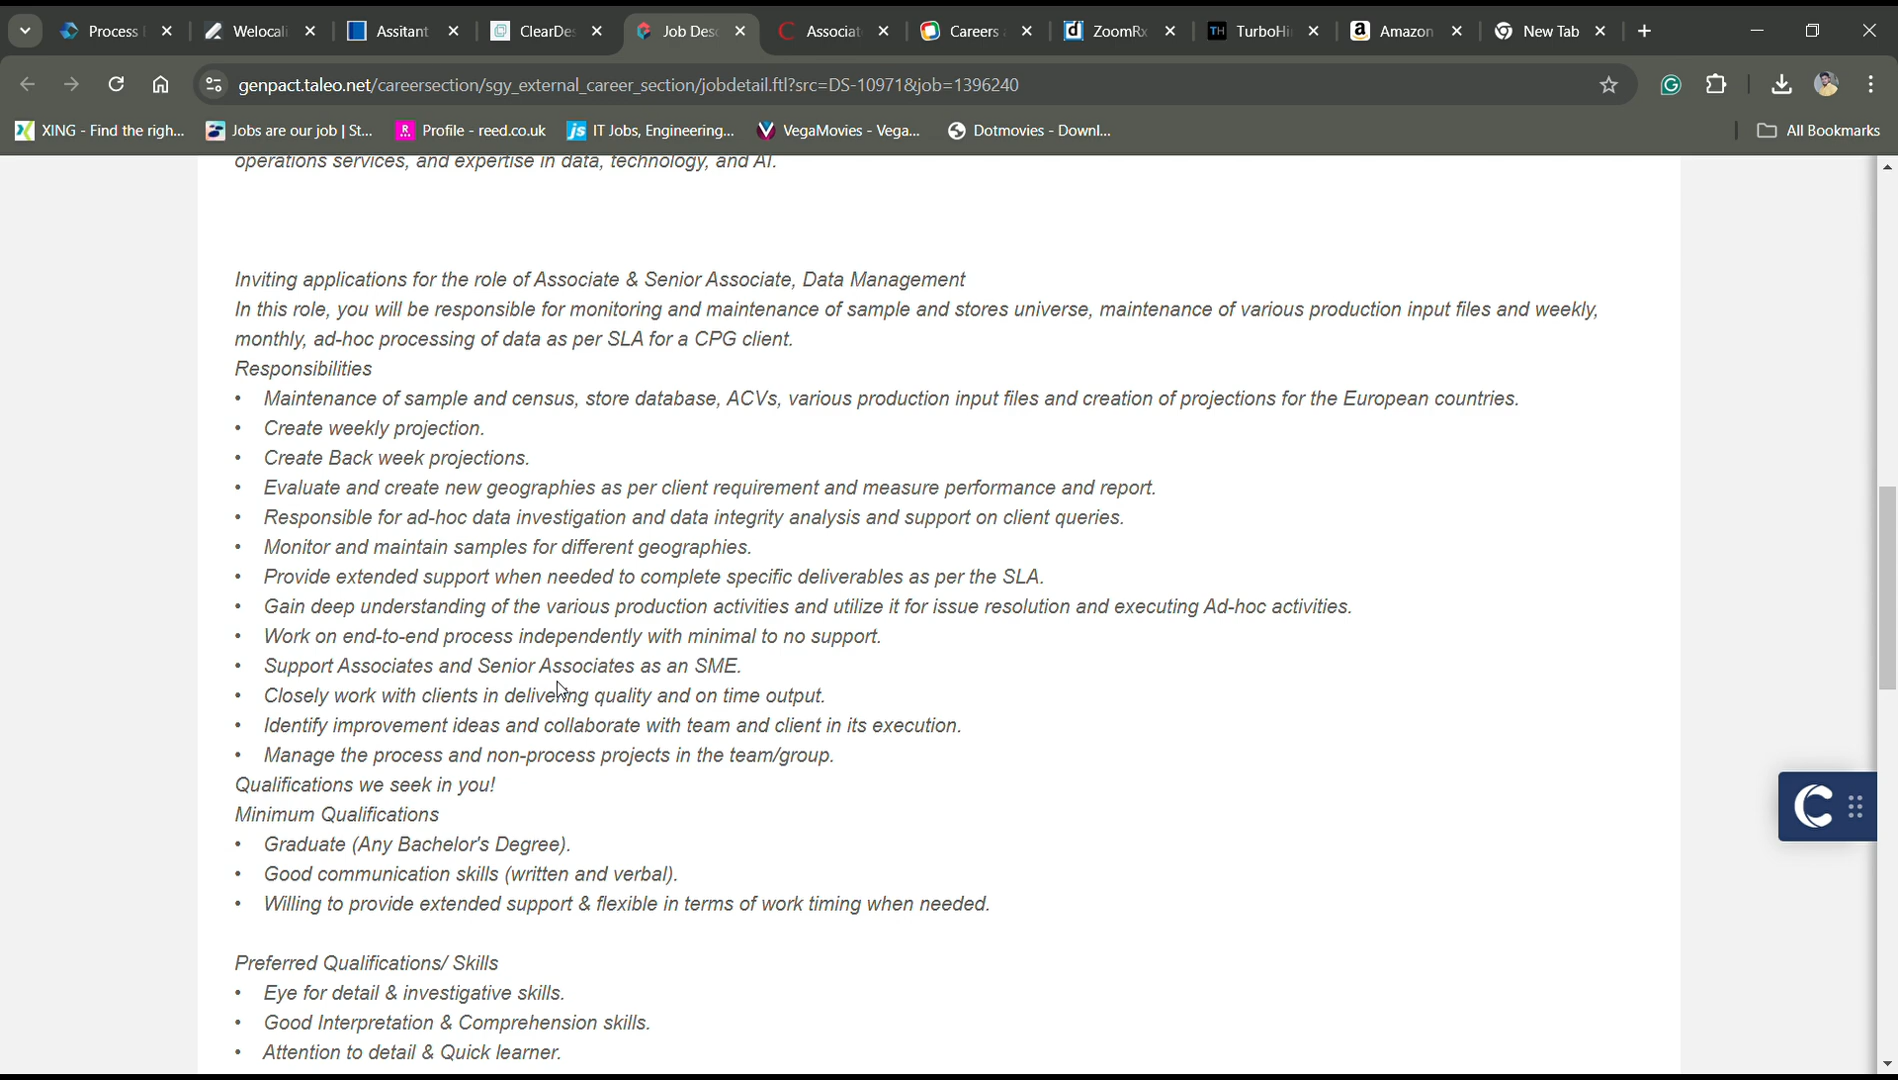 Process
Welocali
Assitant
ClearDes
Job Desc
Associat
Careers
ZoomRx
TH
TurboHi
Amazon
New Tab
genpact.taleo.net/careersection/sgy_external_career_section/jobdetail.ftl?src=DS-10971&job=1396240
XING - Find the righ...
Jobs are our job | St...
R
Profile - reed.co.uk
js
IT Jobs, Engineering...
VegaMovies - Vega...
Dotmovies - Downl...
All Bookmarks
operations services, and expertise in data, technology, and AI.
Inviting applications for the role of Associate & Senior Associate, Data Management
In this role, you will be responsible for monitoring and maintenance of sample and stores universe, maintenance of various production input files and weekly,
monthly, ad-hoc processing of data as per SLA for a CPG client.
Responsibilities
• Maintenance of sample and census, store database, ACVs, various production input files and creation of projections for the European countries.
• Create weekly projection.
• Create Back week projections.
• Evaluate and create new geographies as per client requirement and measure performance and report.
• Responsible for ad-hoc data investigation and data integrity analysis and support on client queries.
• Monitor and maintain samples for different geographies.
• Provide extended support when needed to complete specific deliverables as per the SLA.
• Gain deep understanding of the various production activities and utilize it for issue resolution and executing Ad-hoc activities.
• Work on end-to-end process independently with minimal to no support.
• Support Associates and Senior Associates as an SME.
• Closely work with clients in delivering quality and on time output.
• Identify improvement ideas and collaborate with team and client in its execution.
• Manage the process and non-process projects in the team/group.
Qualifications we seek in you!
Minimum Qualifications
• Graduate (Any Bachelor's Degree).
• Good communication skills (written and verbal).
• Willing to provide extended support & flexible in terms of work timing when needed.
Preferred Qualifications/ Skills
• Eye for detail & investigative skills.
• Good Interpretation & Comprehension skills.
• Attention to detail & Quick learner.